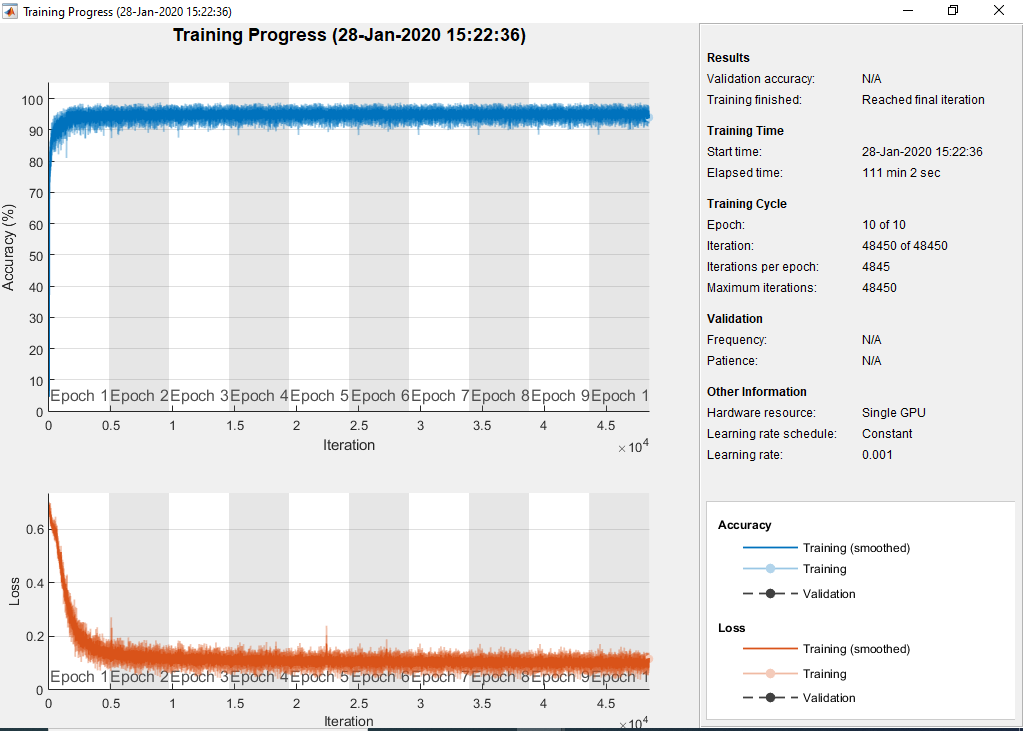 Training Progress (28-Jan-2020 15:22:36)
Training Progress (28-Jan-2020 15:22:36)
100
90
80
70
60
50
40
30
20
10
0
Accuracy (%)
Epoch 1 Epoch 2 Epoch 3 Epoch 4 Epoch 5 Epoch 6 Epoch 7 Epoch 8 Epoch 9 Epoch 1
0 0.5 1 1.5 2 2.5 3 3.5 4 4.5
Iteration
×10^4
0.6
0.4
0.2
0
Loss
Epoch 1 Epoch 2 Epoch 3 Epoch 4 Epoch 5 Epoch 6 Epoch 7 Epoch 8 Epoch 9 Epoch 1
0 0.5 1 1.5 2 2.5 3 3.5 4 4.5
Iteration
×10^4
Results
Validation accuracy: N/A
Training finished: Reached final iteration
Training Time
Start time: 28-Jan-2020 15:22:36
Elapsed time: 111 min 2 sec
Training Cycle
Epoch: 10 of 10
Iteration: 48450 of 48450
Iterations per epoch: 4845
Maximum iterations: 48450
Validation
Frequency: N/A
Patience: N/A
Other Information
Hardware resource: Single GPU
Learning rate schedule: Constant
Learning rate: 0.001
Accuracy
Training (smoothed)
Training
Validation
Loss
Training (smoothed)
Training
Validation